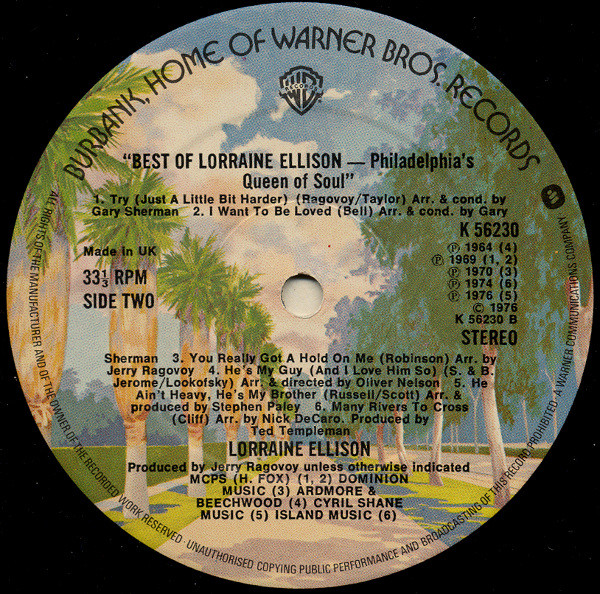 BURBANK, HOME OF WARNER BROS. RECORDS
WB
RECORDS
"BEST OF LORRAINE ELLISON — Philadelphia's
Queen of Soul"
1. Try (Just A Little Bit Harder) (Ragovoy/Taylor) Arr. & cond. by
Gary Sherman 2. I Want To Be Loved (Bell) Arr. & cond. by Gary
K 56230
Made in UK
℗ 1964 (4)
℗ 1969 (1, 2)
33⅓ RPM
℗ 1970 (3)
℗ 1974 (6)
SIDE TWO
℗ 1976 (5)
© 1976
K 56230 B
STEREO
Sherman 3. You Really Got A Hold On Me (Robinson) Arr. by
Jerry Ragovoy 4. He's My Guy (And I Love Him So) (S. & B.
Jerome/Lookofsky) Arr. & directed by Oliver Nelson 5. He
Ain't Heavy, He's My Brother (Russell/Scott) Arr. &
produced by Stephen Paley 6. Many Rivers To Cross
(Cliff) Arr. by Nick DeCaro. Produced by
Ted Templeman
LORRAINE ELLISON
Produced by Jerry Ragovoy unless otherwise indicated
MCPS (H. FOX) (1, 2) DOMINION
MUSIC (3) ARDMORE &
BEECHWOOD (4) CYRIL SHANE
MUSIC (5) ISLAND MUSIC (6)
ALL RIGHTS OF THE MANUFACTURER AND OF THE OWNER OF THE RECORDED WORK RESERVED · UNAUTHORISED COPYING PUBLIC PERFORMANCE AND BROADCASTING OF THIS RECORD PROHIBITED · A WARNER COMMUNICATIONS COMPANY